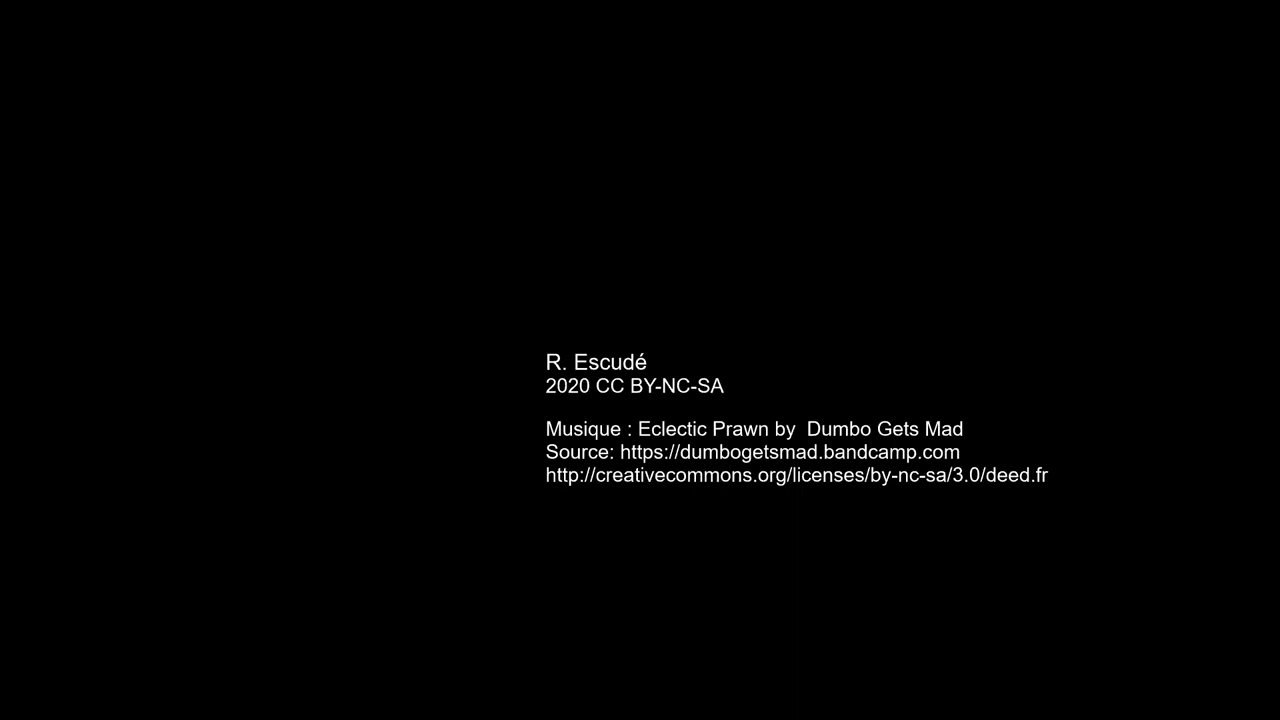 R. Escudé
2020 CC BY-NC-SA
Musique : Eclectic Prawn by  Dumbo Gets Mad
Source: https://dumbogetsmad.bandcamp.com
http://creativecommons.org/licenses/by-nc-sa/3.0/deed.fr